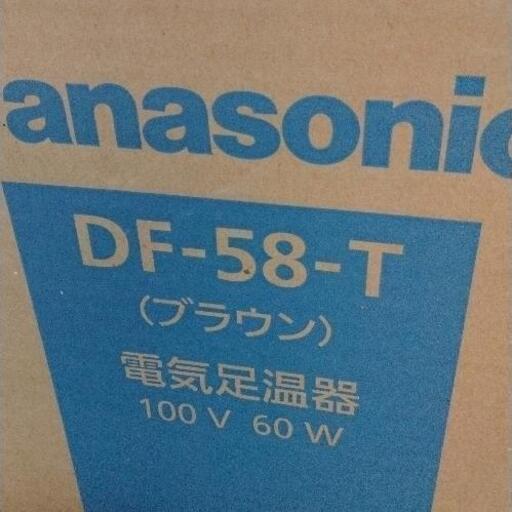 anasonic
DF-58-T
(ブラウン)
電気足温器
100 V 60 W